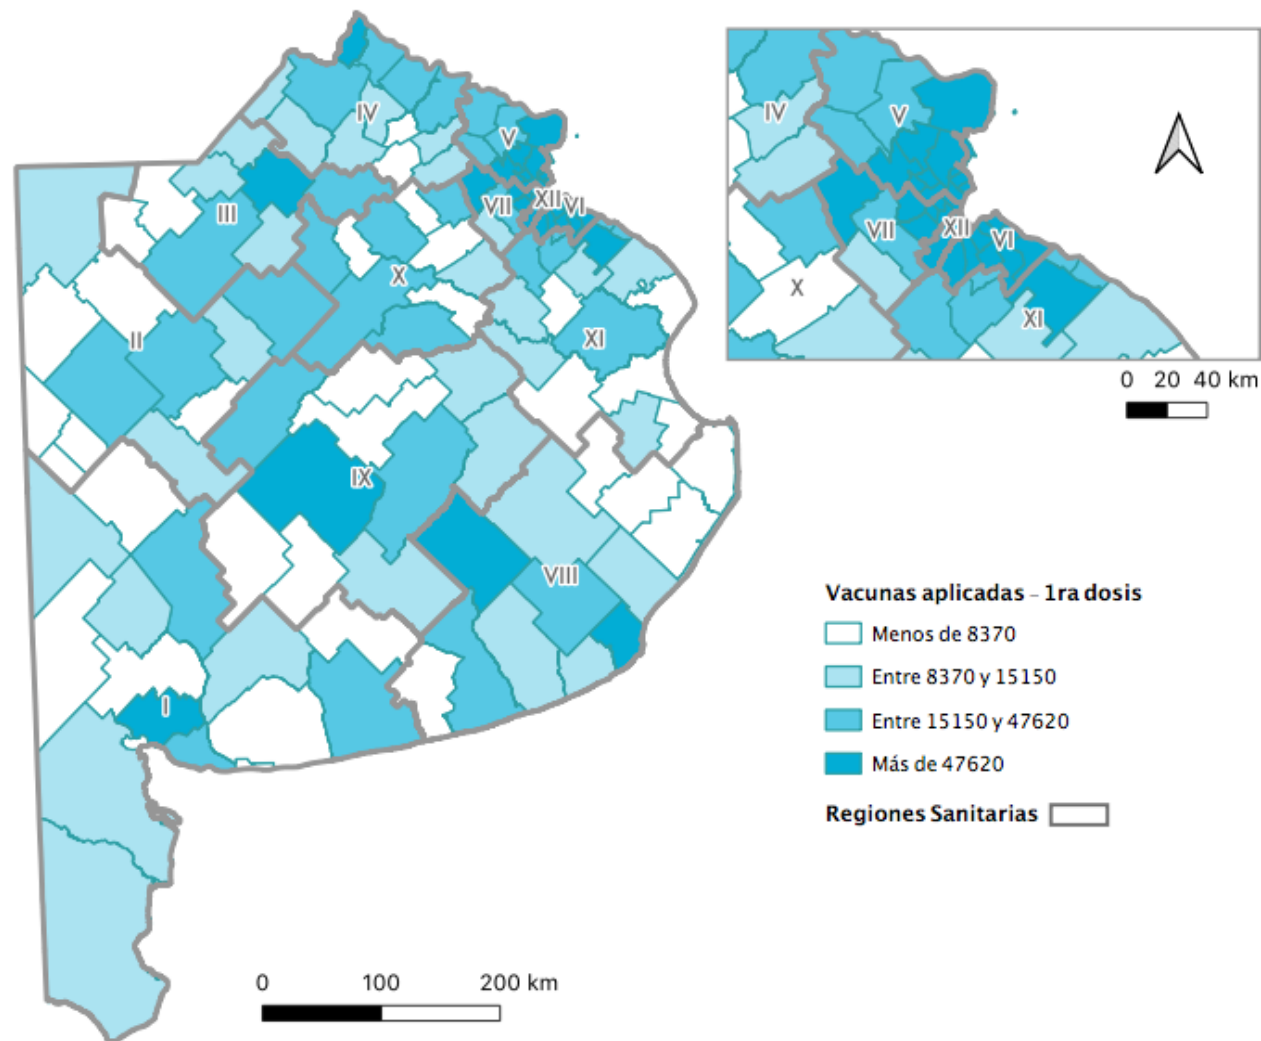 IV
V
III
VII
XII
VI
X
II
XI
IX
VIII
I
0 100 200 km
IV
V
VII
XII
VI
X
XI
0 20 40 km
Vacunas aplicadas – 1ra dosis
Menos de 8370
Entre 8370 y 15150
Entre 15150 y 47620
Más de 47620
Regiones Sanitarias